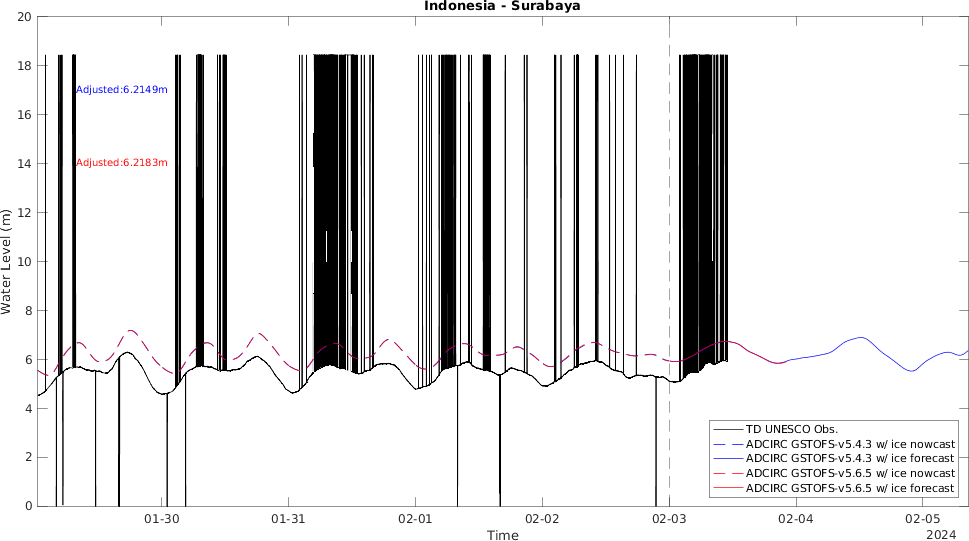 Indonesia - Surabaya
20
18
16
14
12
10
8
6
4
2
0
Water Level (m)
Adjusted:6.2149m
Adjusted:6.2183m
TD UNESCO Obs.
ADCIRC GSTOFS-v5.4.3 w/ ice nowcast
ADCIRC GSTOFS-v5.4.3 w/ ice forecast
ADCIRC GSTOFS-v5.6.5 w/ ice nowcast
ADCIRC GSTOFS-v5.6.5 w/ ice forecast
01-30 01-31 02-01 02-02 02-03 02-04 02-05
Time
2024